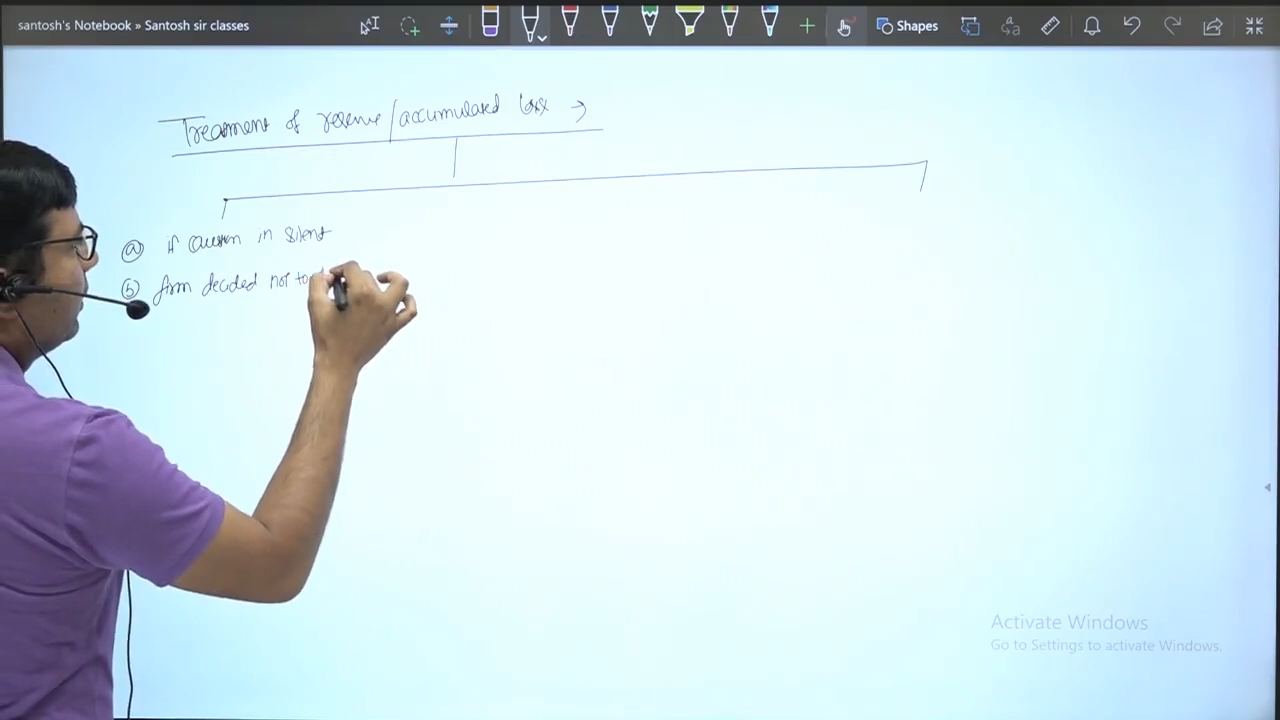 santosh's Notebook » Santosh sir classes
Shapes
Treatment of reserve/accumulated loss →
(a) if Question in silent
(b) firm decided not to
Activate Windows
Go to Settings to activate Windows.